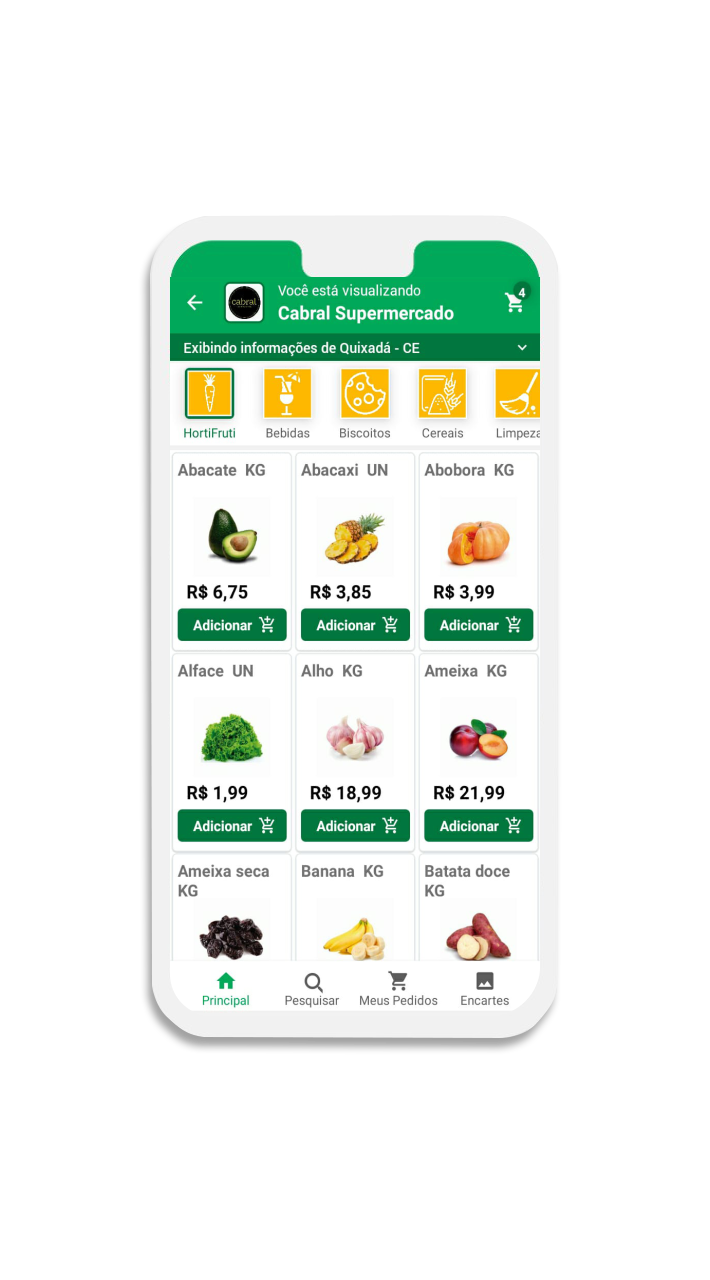 Você está visualizando
4
cabral
Cabral Supermercado
Exibindo informações de Quixadá - CE
HortiFruti Bebidas Biscoitos Cereais Limpeza
Abacate KG Abacaxi UN Abobora KG
R$ 6,75 R$ 3,85 R$ 3,99
Adicionar Adicionar Adicionar
Alface UN Alho KG Ameixa KG
R$ 1,99 R$ 18,99 R$ 21,99
Adicionar Adicionar Adicionar
Ameixa seca Banana KG Batata doce
KG KG
Principal Pesquisar Meus Pedidos Encartes